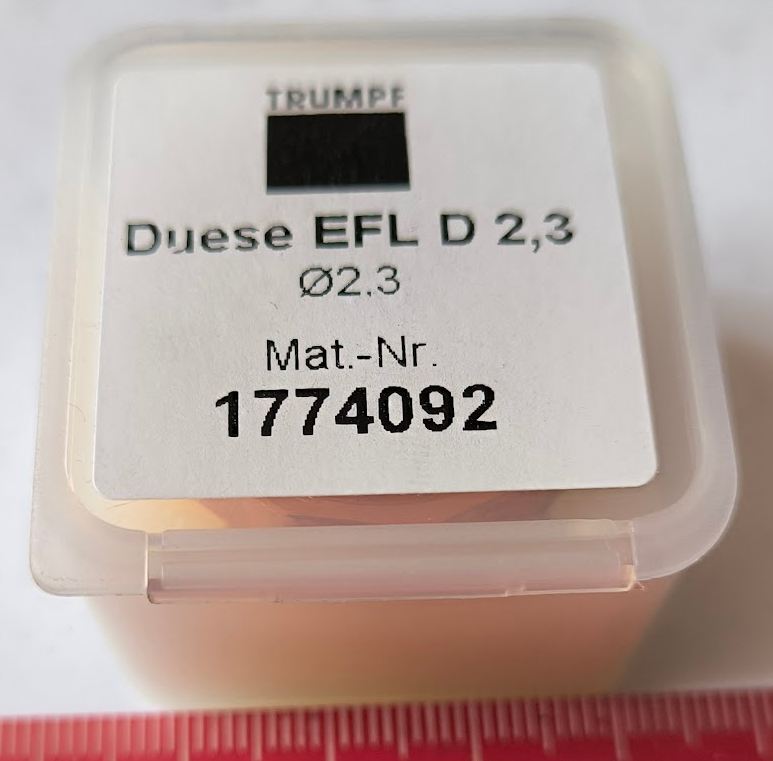 TRUMPF
Duese EFL D 2,3
Ø2.3
Mat.-Nr.
1774092